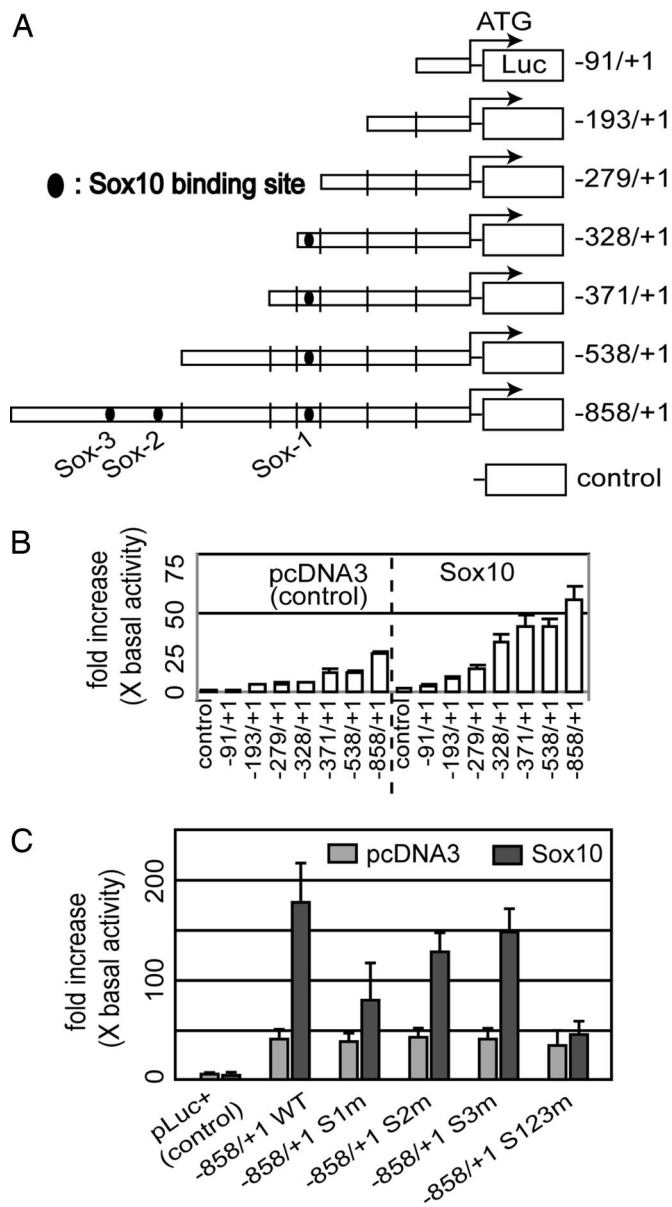 A
ATG
Luc
-91/+1
-193/+1
: Sox10 binding site
-279/+1
-328/+1
-371/+1
-538/+1
-858/+1
Sox-3
Sox-2
Sox-1
control
B
fold increase
(X basal activity)
75
50
25
0
pcDNA3
(control)
Sox10
control
-91/+1
-193/+1
-279/+1
-328/+1
-371/+1
-538/+1
-858/+1
control
-91/+1
-193/+1
-279/+1
-328/+1
-371/+1
-538/+1
-858/+1
C
fold increase
(X basal activity)
200
100
0
pcDNA3
Sox10
pLuc+
(control)
-858/+1 WT
-858/+1 S1m
-858/+1 S2m
-858/+1 S3m
-858/+1 S123m